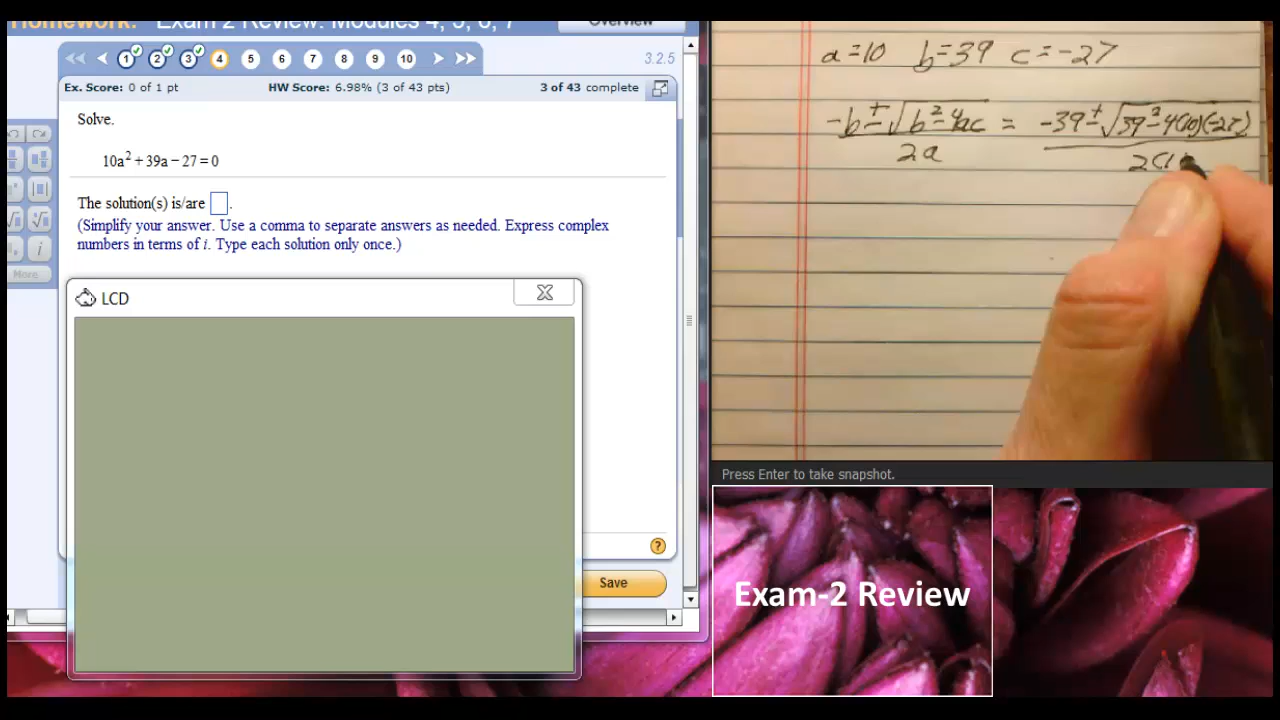 Homework: Exam 2 Review: Modules 4, 5, 6, 7
Overview
1 2 3 4 5 6 7 8 9 10
3.2.5
Ex. Score: 0 of 1 pt HW Score: 6.98% (3 of 43 pts) 3 of 43 complete
Solve.
10a² + 39a − 27 = 0
The solution(s) is/are .
(Simplify your answer. Use a comma to separate answers as needed. Express complex
numbers in terms of i. Type each solution only once.)
i
More
LCD
X
?
Save
a = 10 b = 39 c = -27
-b ± √b² - 4ac = -39 ± √39² - 4(10)(-27)
2a 2(1
Press Enter to take snapshot.
Exam-2 Review